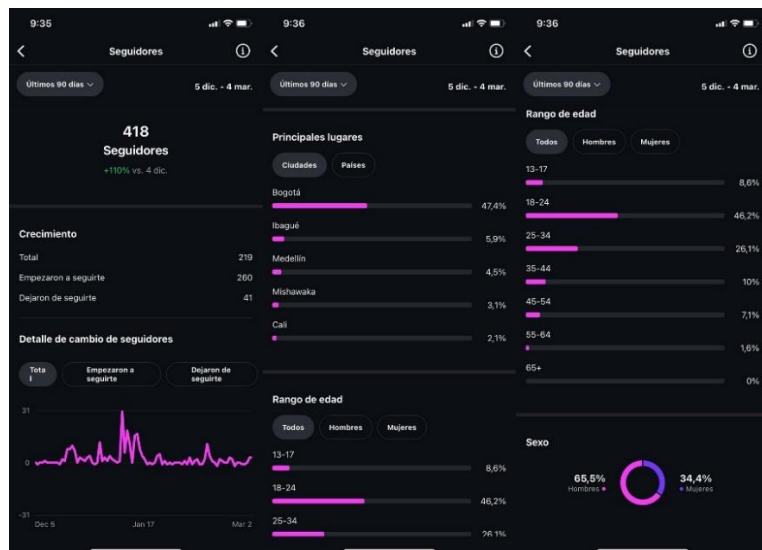 9:35
Seguidores
Últimos 90 días
5 dic. - 4 mar.
418
Seguidores
+110% vs. 4 dic.
Crecimiento
Total 219
Empezaron a seguirte 260
Dejaron de seguirte 41
Detalle de cambio de seguidores
Tota
l
Empezaron a
seguirte
Dejaron de
seguirte
31
0
-31
Dec 5 Jan 17 Mar 2
9:36
Seguidores
Últimos 90 días
5 dic. - 4 mar.
Principales lugares
Ciudades Países
Bogotá
47,4%
Ibagué
5,9%
Medellín
4,5%
Mishawaka
3,1%
Cali
2,1%
Rango de edad
Todos Hombres Mujeres
13-17
8,6%
18-24
46,2%
25-34
26,1%
9:36
Seguidores
Últimos 90 días
5 dic. - 4 mar.
Rango de edad
Todos Hombres Mujeres
13-17
8,6%
18-24
46,2%
25-34
26,1%
35-44
10%
45-54
7,1%
55-64
1,6%
65+
0%
Sexo
65,5%
Hombres
34,4%
Mujeres